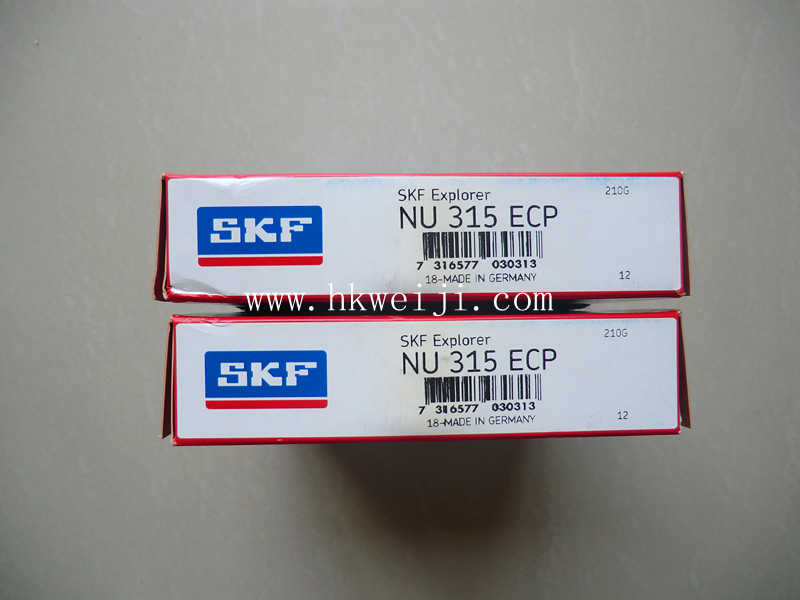 SKF Explorer
210G
NU 315 ECP
SKF
7 316577 030313
18-MADE IN GERMANY
12
www.hkweiji.com
SKF Explorer
210G
NU 315 ECP
SKF
7 316577 030313
18-MADE IN GERMANY
12